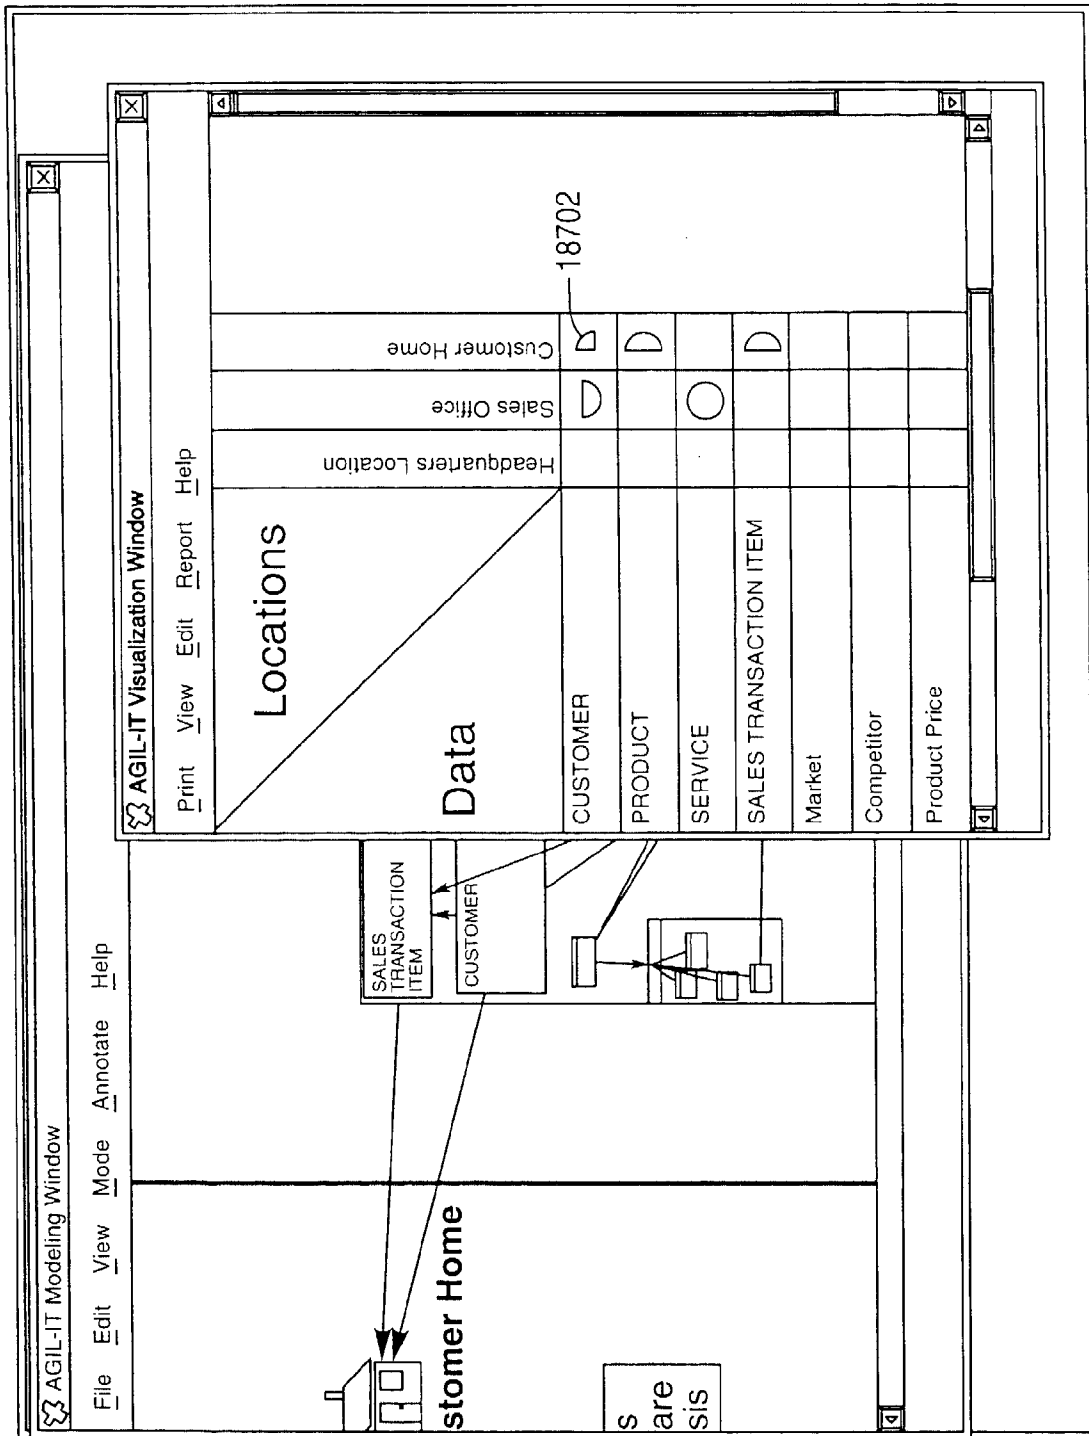 AGIL-IT Modeling Window
File Edit View Mode Annotate Help
stomer Home
s
are
sis
SALES
TRANSACTION
ITEM
CUSTOMER
AGIL-IT Visualization Window
Print View Edit Report Help
Locations
Data
Headquarters Location
Sales Office
Customer Home
18702
CUSTOMER
PRODUCT
SERVICE
SALES TRANSACTION ITEM
Market
Competitor
Product Price